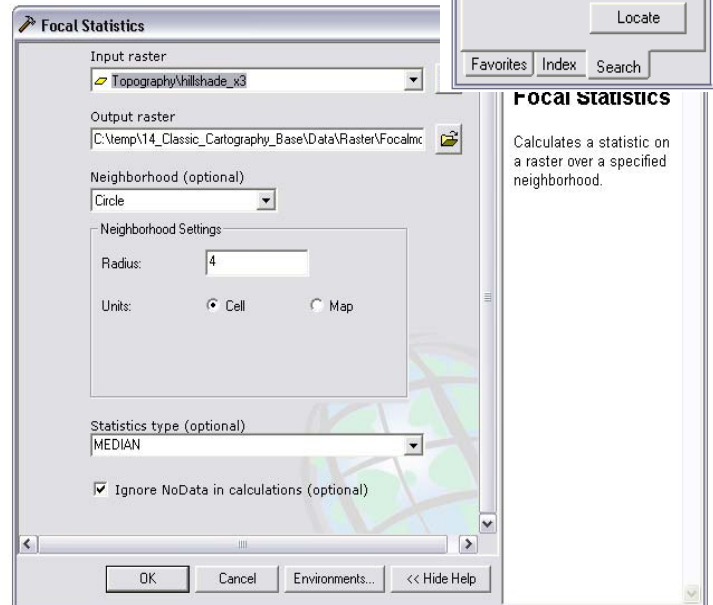 Focal Statistics
Locate
Favorites Index Search
Input raster
Topography\hillshade_x3
Output raster
C:\temp\14_Classic_Cartography_Base\Data\Raster\Focalmc
Neighborhood (optional)
Circle
Neighborhood Settings
Radius: 4
Units: Cell Map
Statistics type (optional)
MEDIAN
Ignore NoData in calculations (optional)
OK Cancel Environments... << Hide Help
Focal Statistics
Calculates a statistic on
a raster over a specified
neighborhood.